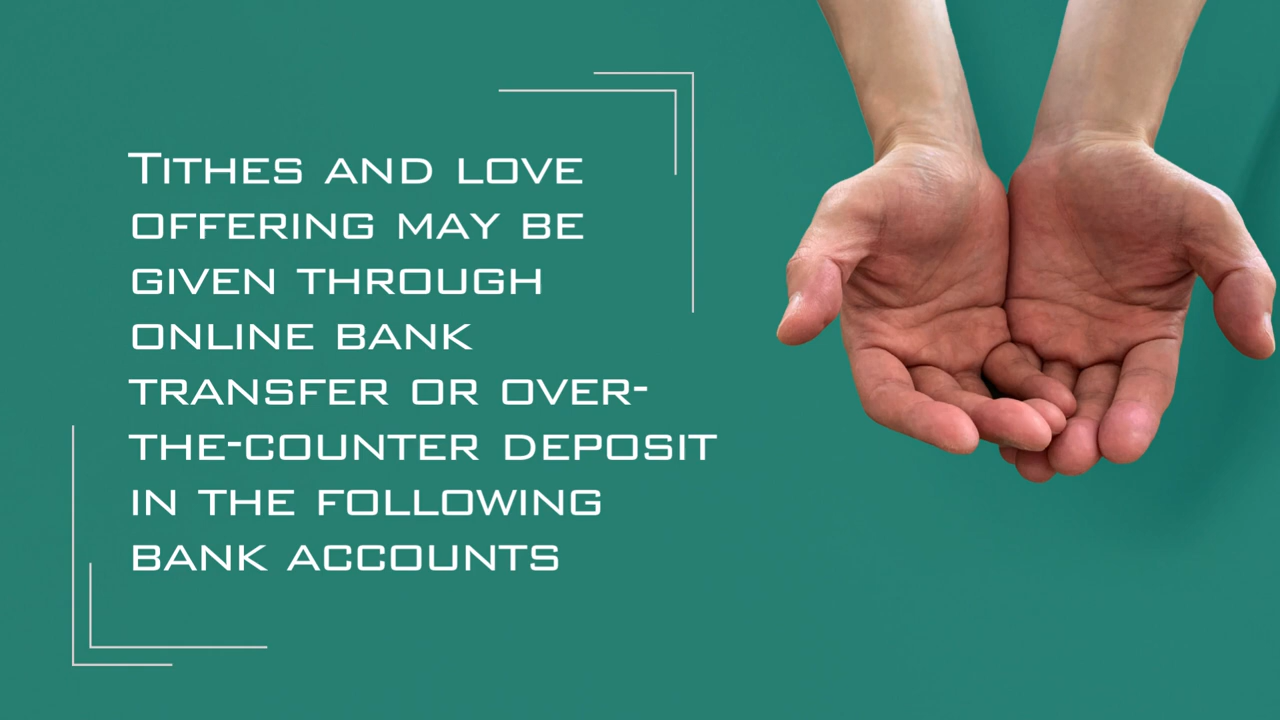 Tithes and love
offering may be
given through
online bank
transfer or over-
the-counter deposit
in the following
bank accounts